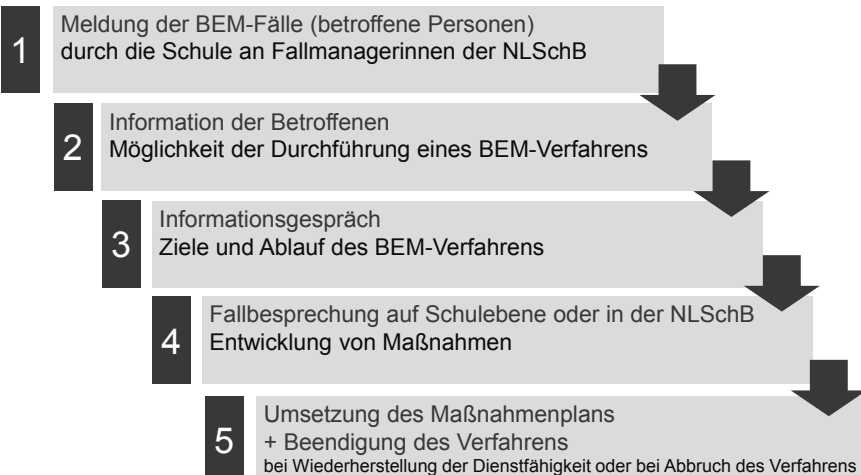 1
Meldung der BEM-Fälle (betroffene Personen)
durch die Schule an Fallmanagerinnen der NLSchB
2
Information der Betroffenen
Möglichkeit der Durchführung eines BEM-Verfahrens
3
Informationsgespräch
Ziele und Ablauf des BEM-Verfahrens
4
Fallbesprechung auf Schulebene oder in der NLSchB
Entwicklung von Maßnahmen
5
Umsetzung des Maßnahmenplans
+ Beendigung des Verfahrens
bei Wiederherstellung der Dienstfähigkeit oder bei Abbruch des Verfahrens